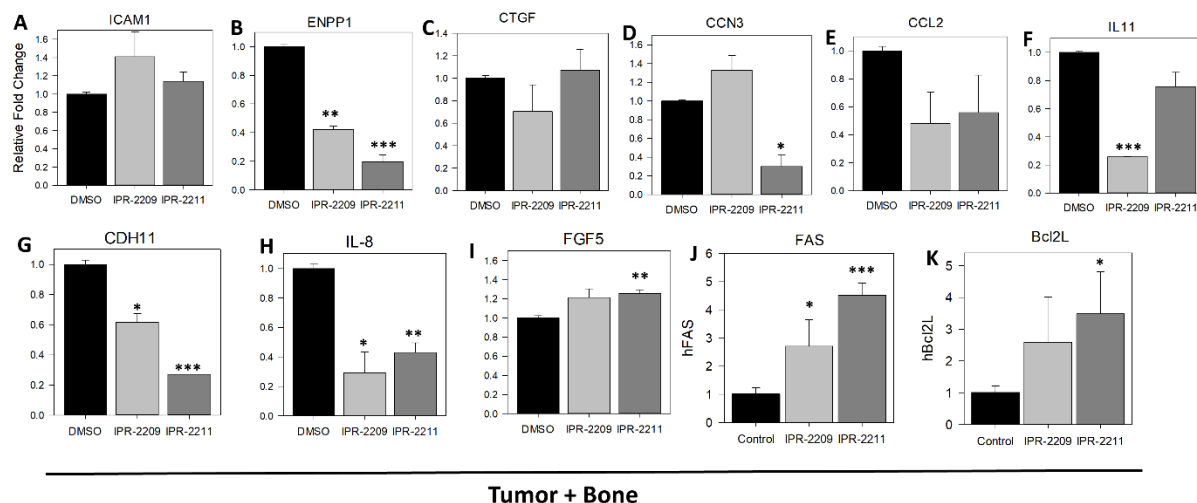 A
ICAM1
Relative Fold Change
1.6
1.4
1.2
1.0
0.8
0.6
0.4
0.2
0.0
DMSO IPR-2209 IPR-2211
B
ENPP1
1.0
0.8
0.6
0.4
0.2
0.0
**
***
DMSO IPR-2209 IPR-2211
C
CTGF
1.4
1.2
1.0
0.8
0.6
0.4
0.2
0.0
DMSO IPR-2209 IPR-2211
D
CCN3
1.6
1.4
1.2
1.0
0.8
0.6
0.4
0.2
0.0
*
DMSO IPR-2209 IPR-2211
E
CCL2
1.0
0.8
0.6
0.4
0.2
0.0
DMSO IPR-2209 IPR-2211
F
IL11
1.0
0.8
0.6
0.4
0.2
0.0
***
DMSO IPR-2209 IPR-2211
G
CDH11
1.0
0.8
0.6
0.4
0.2
0.0
*
***
DMSO IPR-2209 IPR-2211
H
IL-8
1.0
0.8
0.6
0.4
0.2
0.0
*
**
DMSO IPR-2209 IPR-2211
I
FGF5
1.6
1.4
1.2
1.0
0.8
0.6
0.4
0.2
0.0
**
DMSO IPR-2209 IPR-2211
J
FAS
hFAS
6
5
4
3
2
1
0
*
***
Control IPR-2209 IPR-2211
K
Bcl2L
hBcl2L
5
4
3
2
1
0
*
Control IPR-2209 IPR-2211
Tumor + Bone